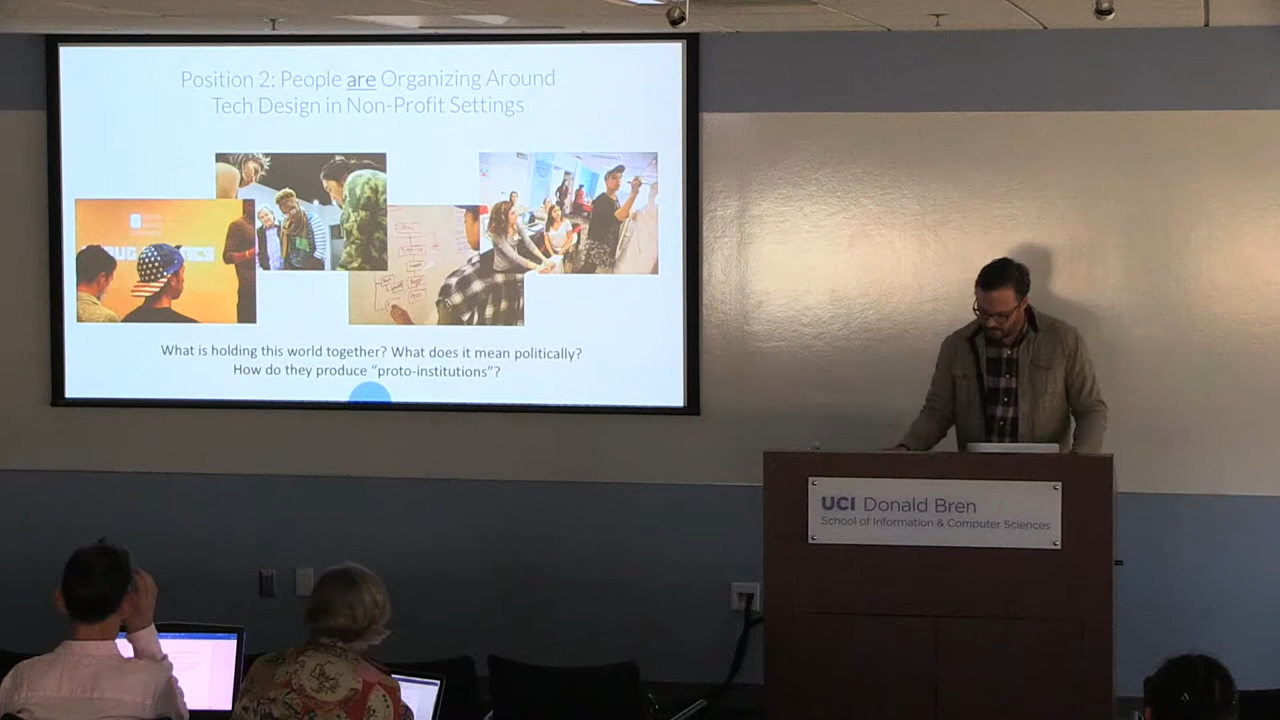 Position 2: People are Organizing Around
Tech Design in Non-Profit Settings
What is holding this world together? What does it mean politically?
How do they produce “proto-institutions”?
UCI Donald Bren
School of Information & Computer Sciences